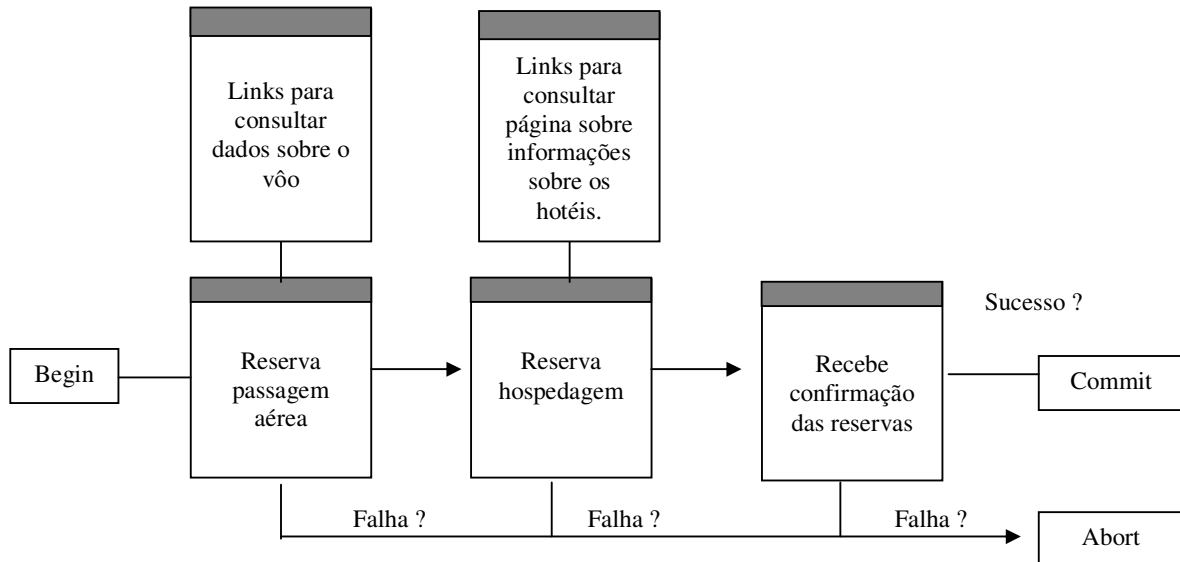 Links para
consultar
dados sobre o
vôo
Links para
consultar
página sobre
informações
sobre os
hotéis.
Begin
Reserva
passagem
aérea
Reserva
hospedagem
Recebe
confirmação
das reservas
Sucesso ?
Commit
Falha ?
Falha ?
Falha ?
Abort